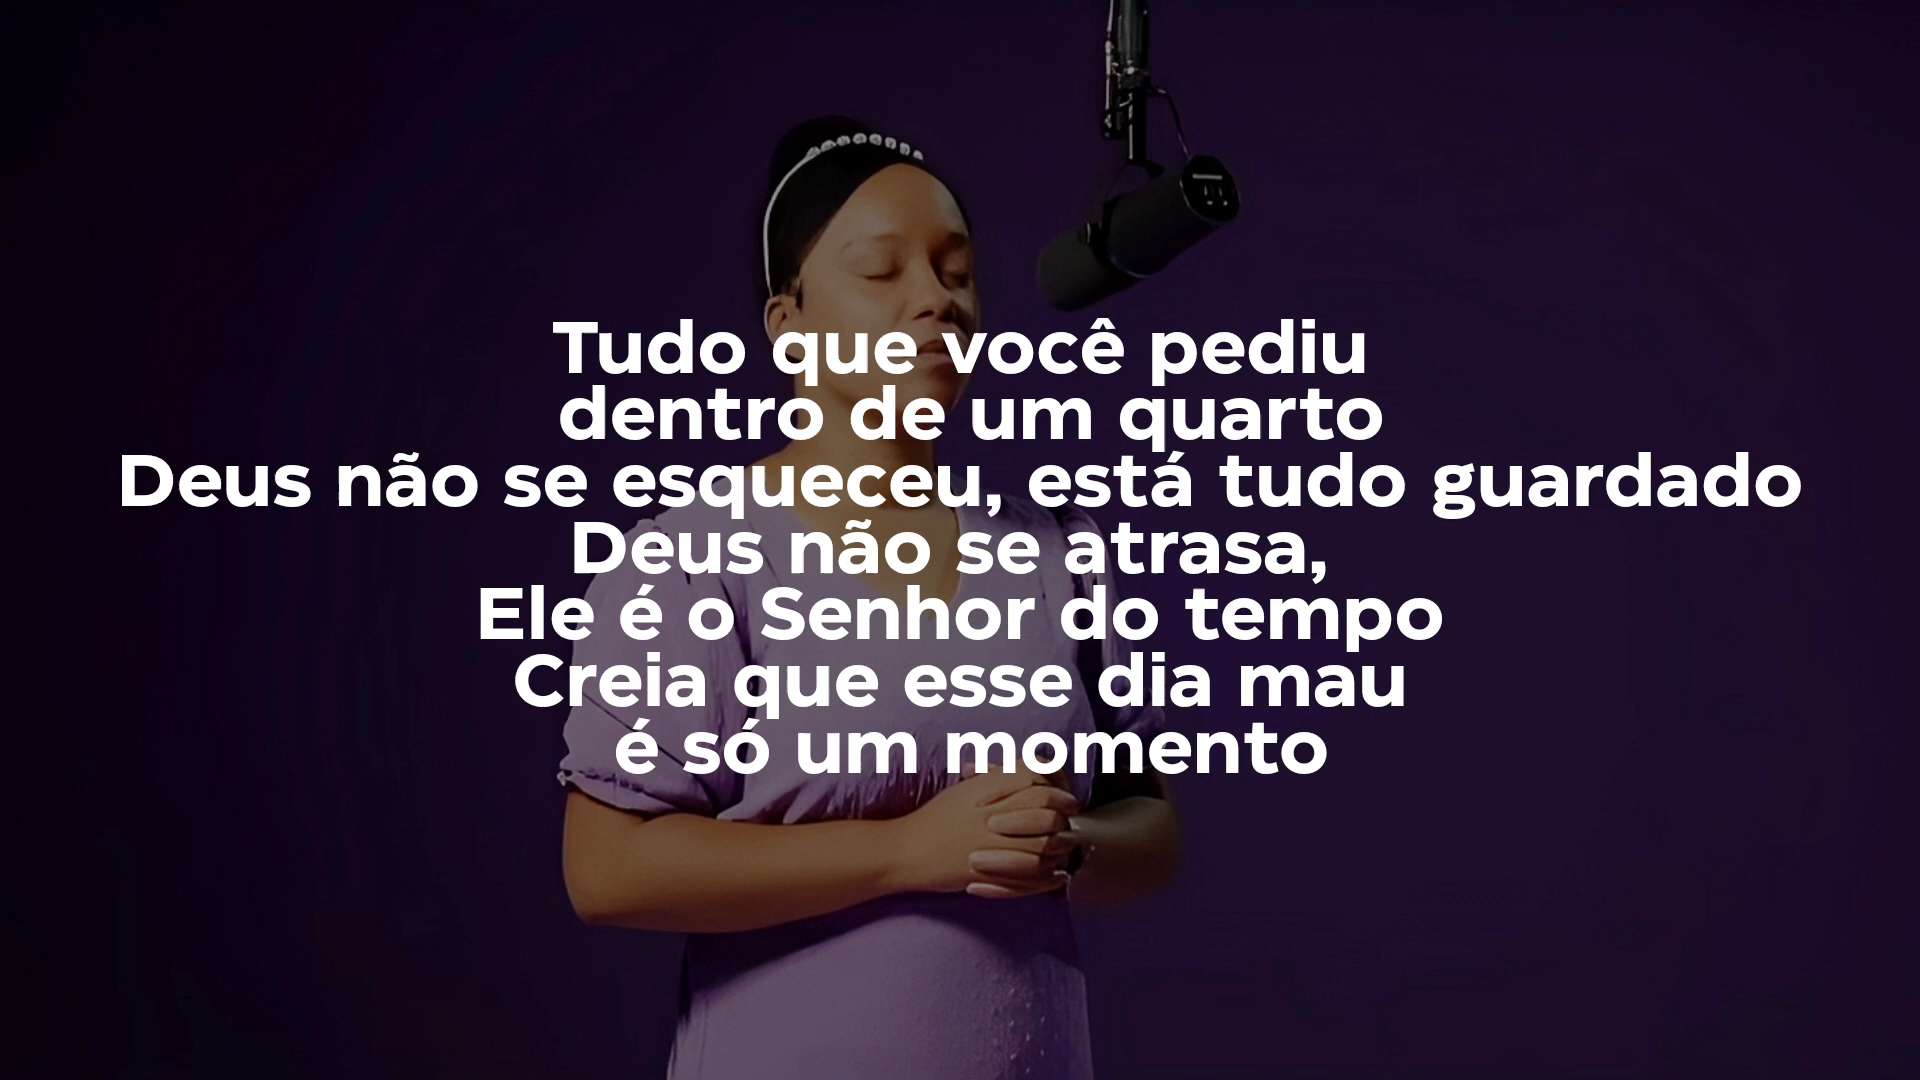 Tudo que você pediu
dentro de um quarto
Deus não se esqueceu, está tudo guardado
Deus não se atrasa,
Ele é o Senhor do tempo
Creia que esse dia mau
é só um momento